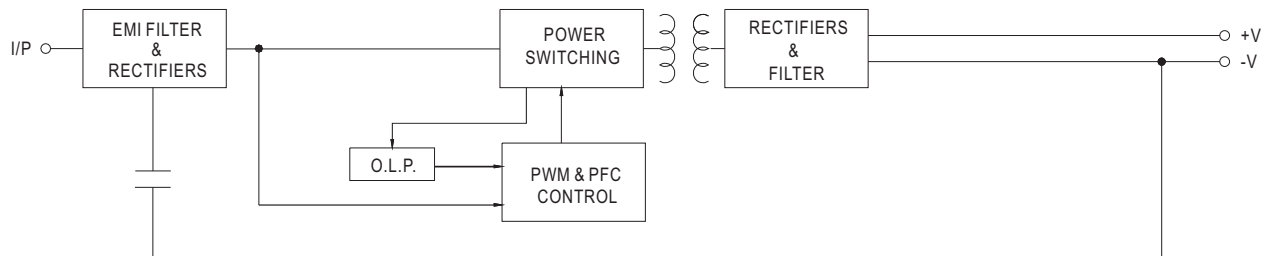 I/P
EMI FILTER
&
RECTIFIERS
POWER
SWITCHING
RECTIFIERS
&
FILTER
+V
-V
O.L.P.
PWM & PFC
CONTROL